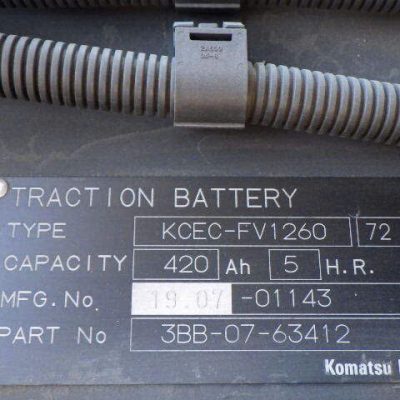 TRACTION BATTERY
TYPE KCEC-FV1260 72
CAPACITY 420 Ah 5 H.R.
MFG.No. 19.07 -01143
PART No 3BB-07-63412
Komatsu